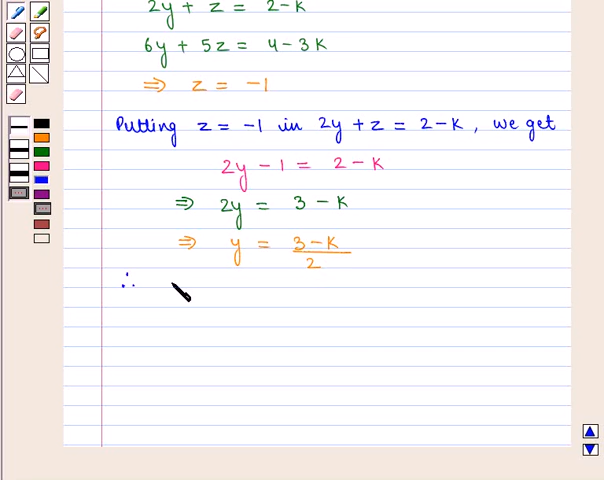 2y + z = 2 - k
6y + 5z = 4 - 3k
⇒ z = -1
Putting z = -1 in 2y + z = 2 - k, we get
2y - 1 = 2 - k
⇒ 2y = 3 - k
⇒ y = (3 - k)/2
∴